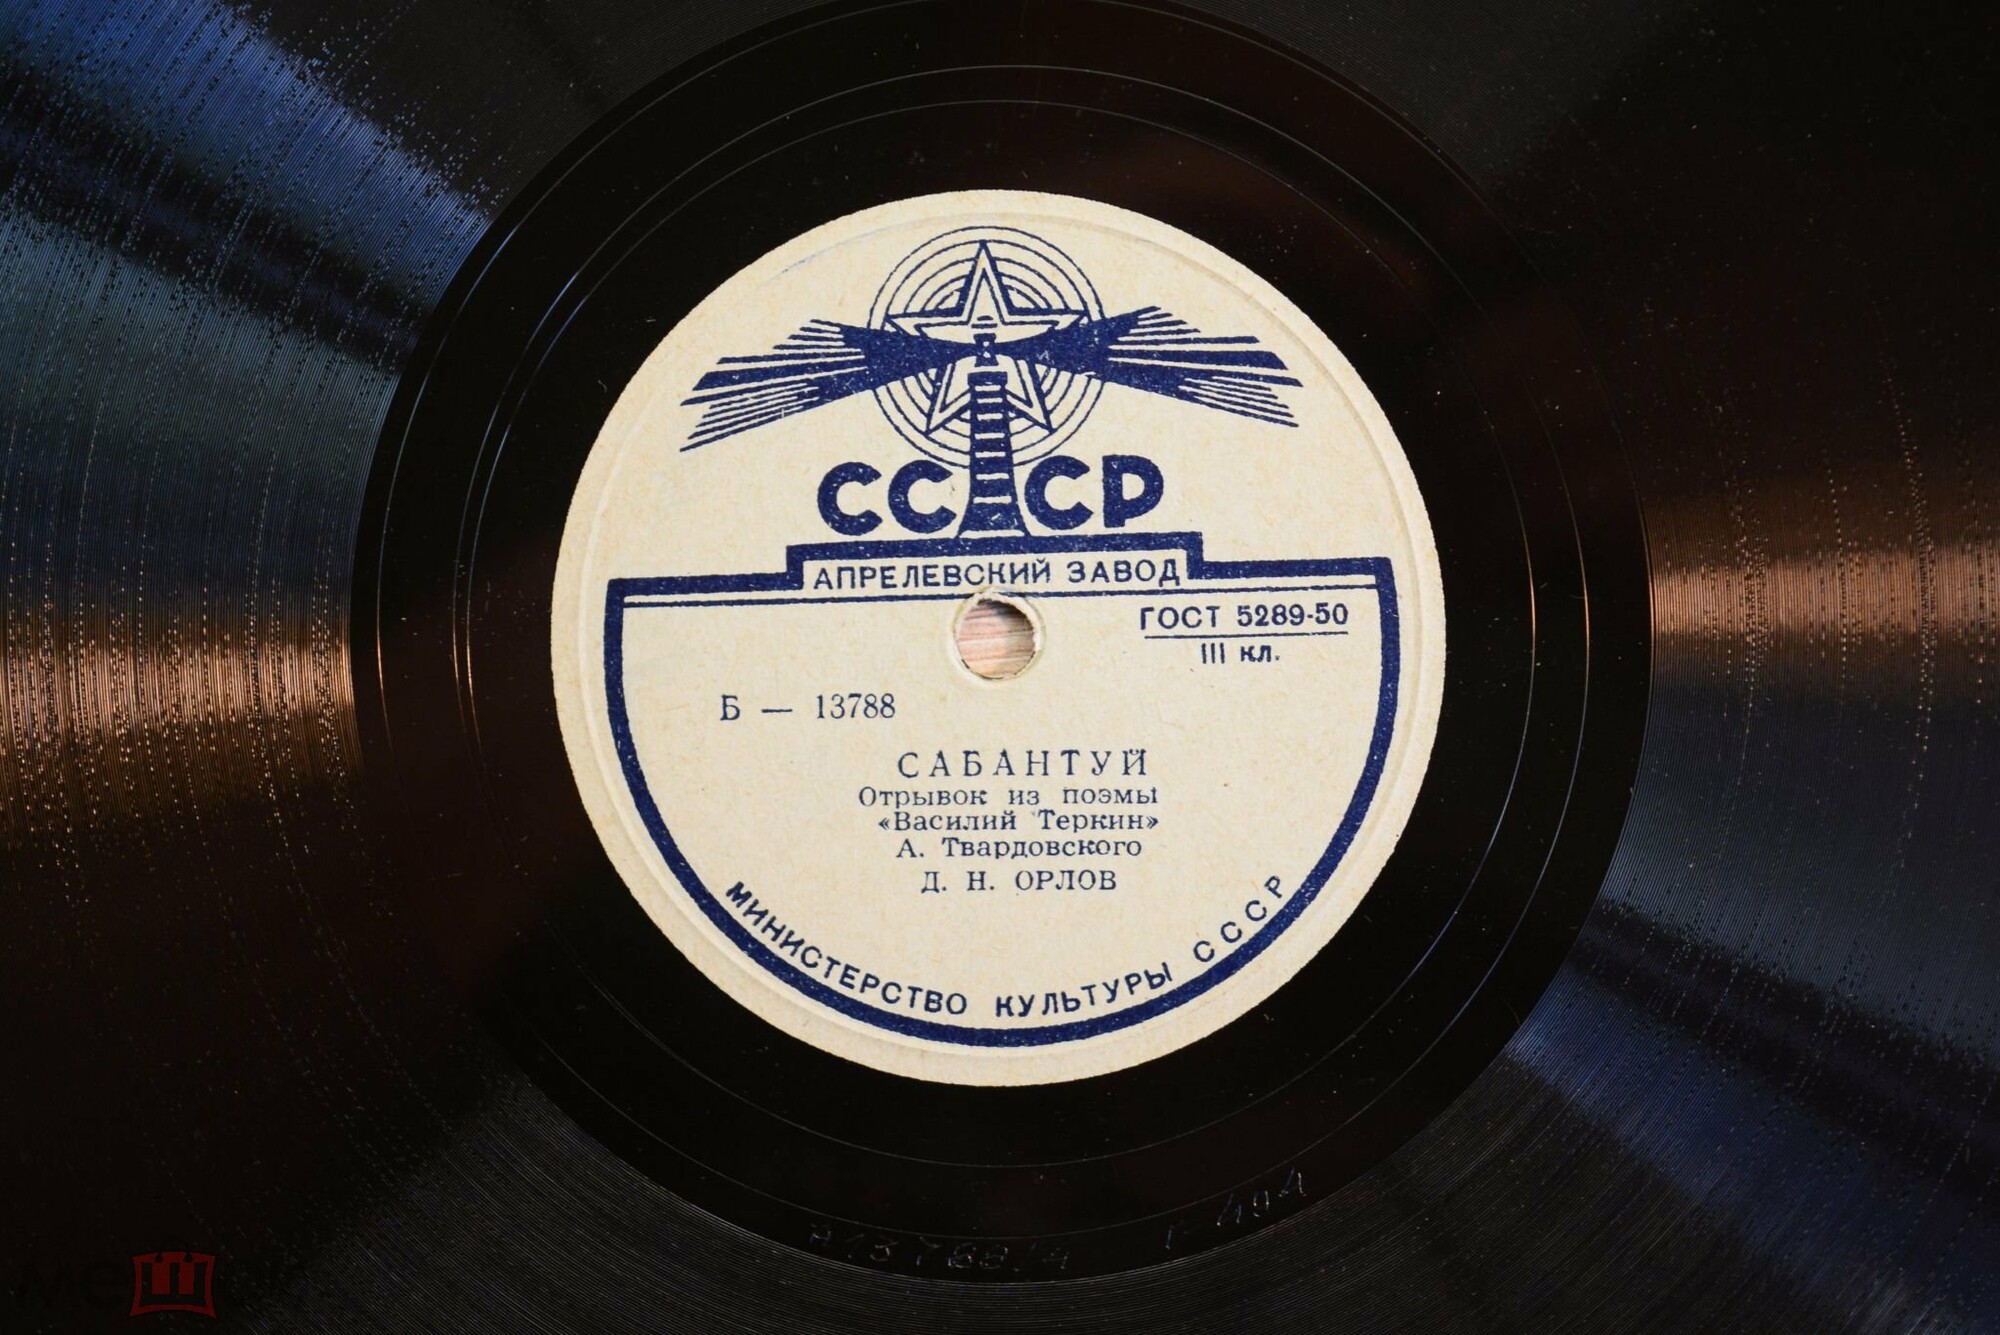 СССР
АПРЕЛЕВСКИЙ ЗАВОД
ГОСТ 5289-50
III кл.
Б — 13788
САБАНТУЙ
Отрывок из поэмы
«Василий Теркин»
А. Твардовского
Д. Н. ОРЛОВ
МИНИСТЕРСТВО КУЛЬТУРЫ СССР